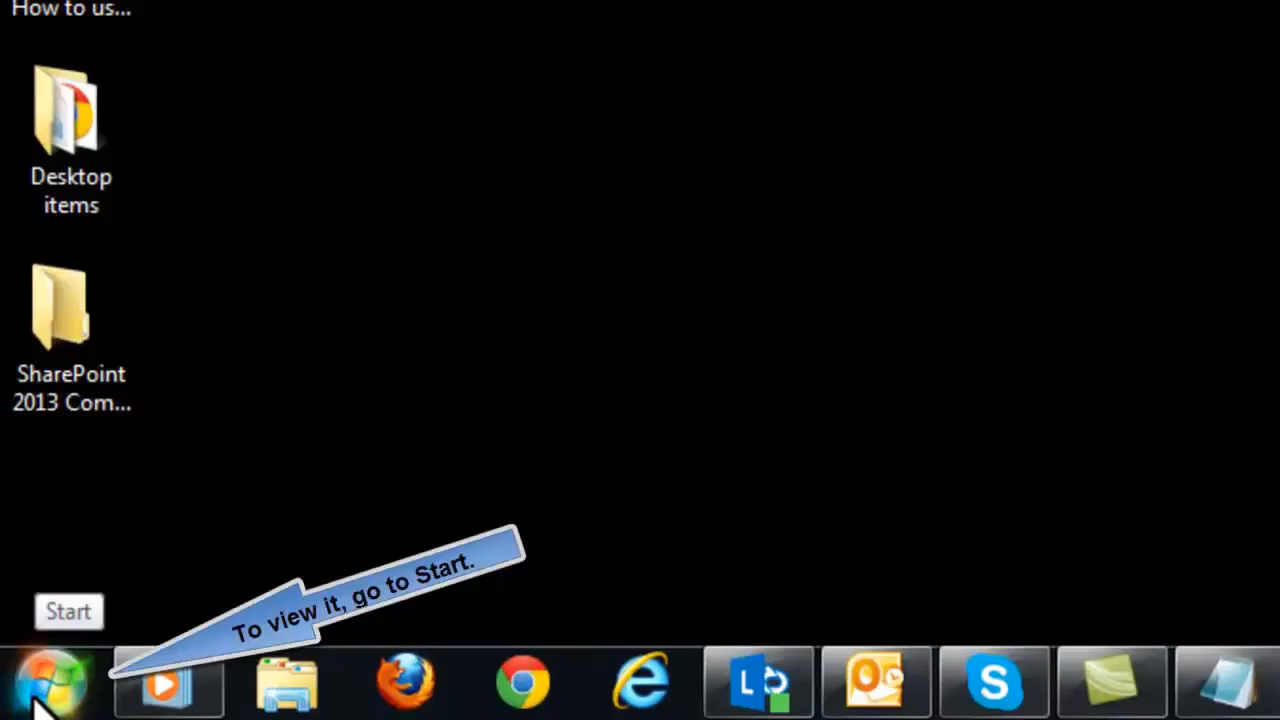 How to us...
Desktop
items
SharePoint
2013 Com...
To view it, go to Start.
Start